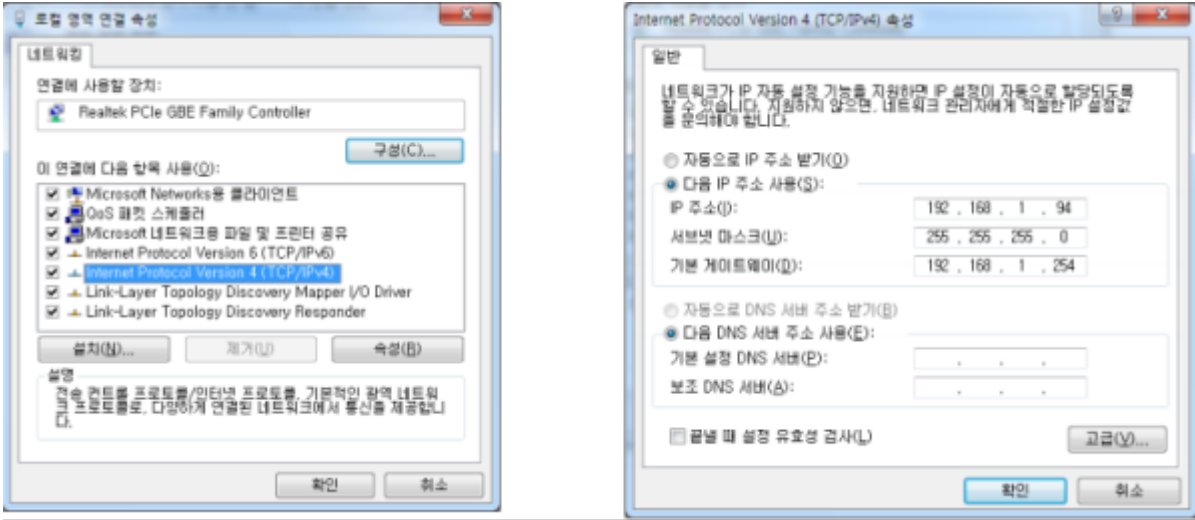 로컬 영역 연결 속성
네트워킹
연결에 사용할 장치:
Realtek PCIe GBE Family Controller
구성(C)...
이 연결에 다음 항목 사용(O):
Microsoft Networks용 클라이언트
QoS 패킷 스케줄러
Microsoft 네트워크용 파일 및 프린터 공유
Internet Protocol Version 6 (TCP/IPv6)
Internet Protocol Version 4 (TCP/IPv4)
Link-Layer Topology Discovery Mapper I/O Driver
Link-Layer Topology Discovery Responder
설치(N)...
제거(U)
속성(R)
설명
전송 컨트롤 프로토콜/인터넷 프로토콜. 기본적인 광역 네트워
크 프로토콜로, 다양하게 연결된 네트워크에서 통신을 제공합니
다.
확인
취소
Internet Protocol Version 4 (TCP/IPv4) 속성
일반
네트워크가 IP 자동 설정 기능을 지원하면 IP 설정이 자동으로 할당되도록
할 수 있습니다. 지원하지 않으면, 네트워크 관리자에게 적절한 IP 설정값
을 문의해야 합니다.
자동으로 IP 주소 받기(O)
다음 IP 주소 사용(S):
IP 주소(I): 192 . 168 . 1 . 94
서브넷 마스크(U): 255 . 255 . 255 . 0
기본 게이트웨이(D): 192 . 168 . 1 . 254
자동으로 DNS 서버 주소 받기(B)
다음 DNS 서버 주소 사용(E):
기본 설정 DNS 서버(P): . . .
보조 DNS 서버(A): . . .
끝낼 때 설정 유효성 검사(L)
고급(V)...
확인
취소